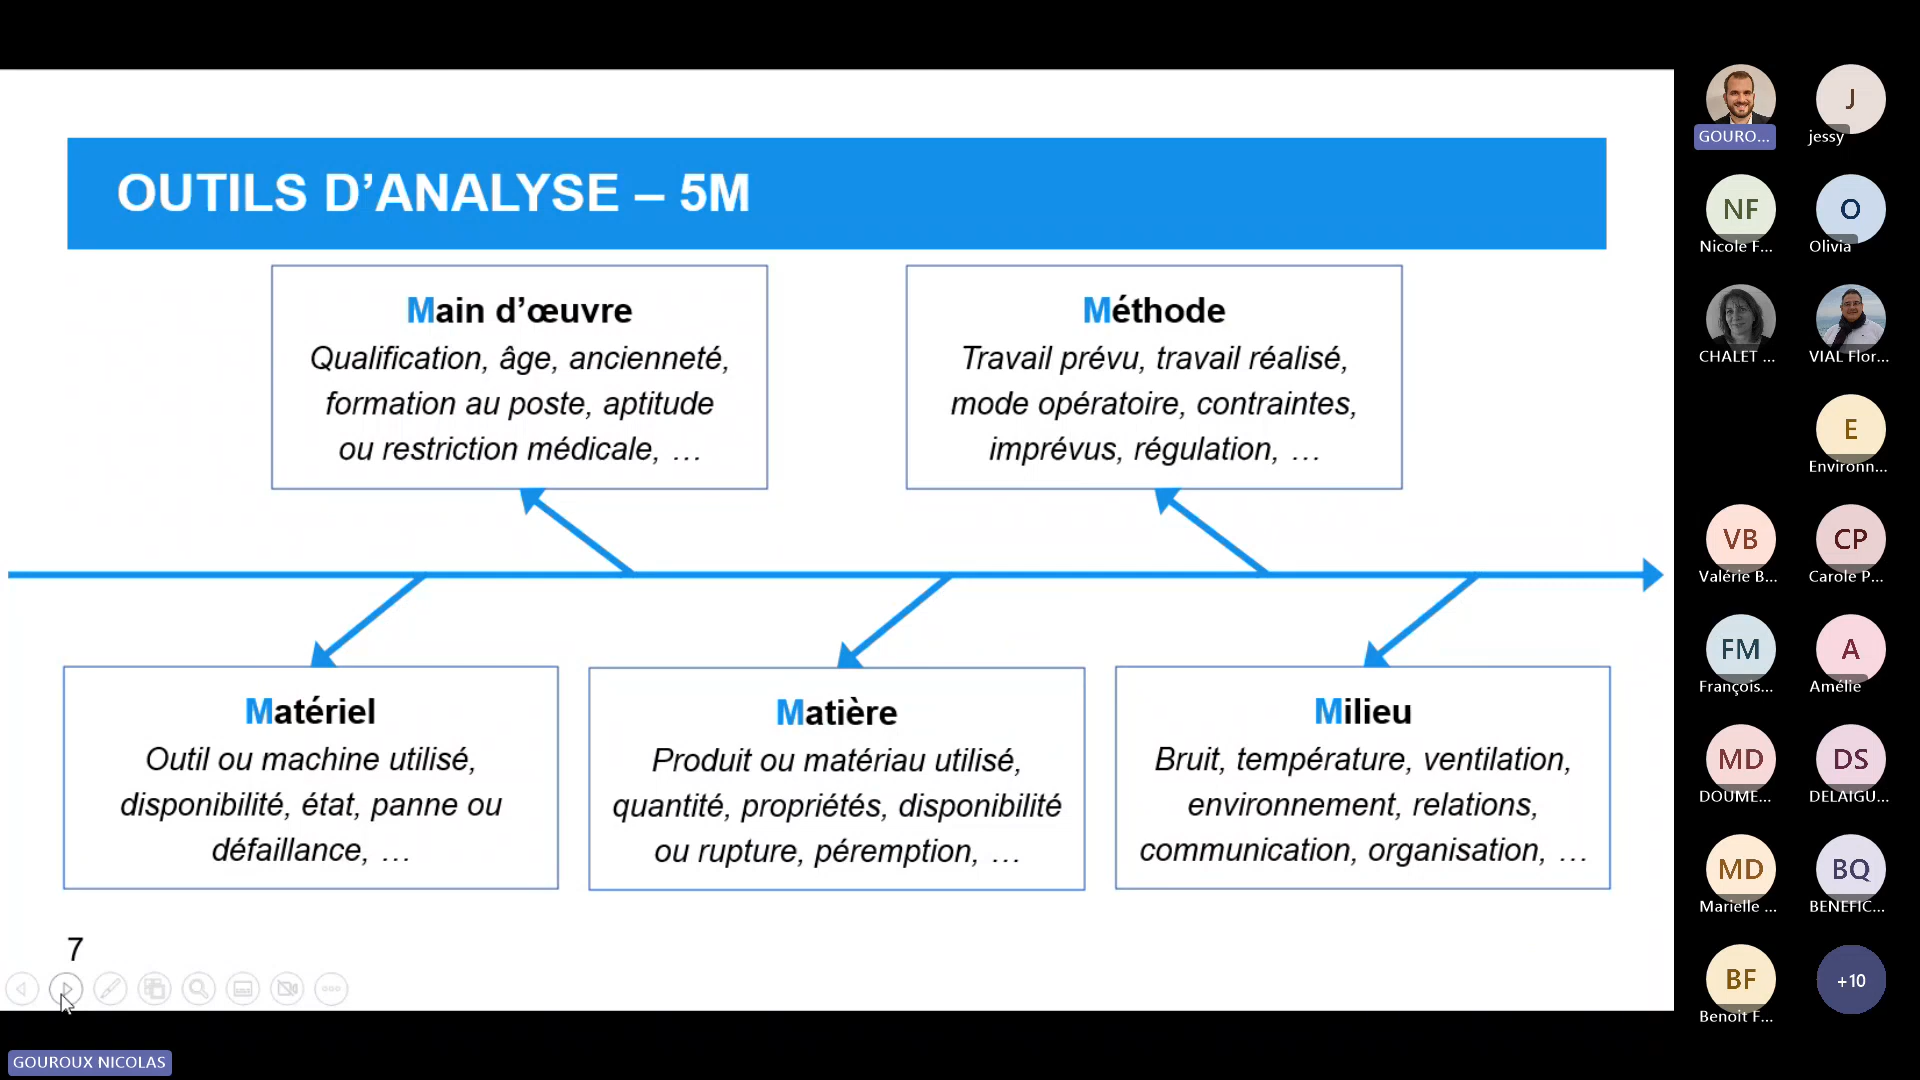 OUTILS D’ANALYSE – 5M
Main d’œuvre
Qualification, âge, ancienneté,
formation au poste, aptitude
ou restriction médicale, …
Méthode
Travail prévu, travail réalisé,
mode opératoire, contraintes,
imprévus, régulation, …
Matériel
Outil ou machine utilisé,
disponibilité, état, panne ou
défaillance, …
Matière
Produit ou matériau utilisé,
quantité, propriétés, disponibilité
ou rupture, péremption, …
Milieu
Bruit, température, ventilation,
environnement, relations,
communication, organisation, …
7
GOUROUX NICOLAS
GOURO...
J
jessy
NF
Nicole F...
O
Olivia
CHALET ...
VIAL Flor...
E
Environn...
VB
Valérie B...
CP
Carole P...
FM
François...
A
Amélie
MD
DOUME...
DS
DELAIGU...
MD
Marielle ...
BQ
BENEFIC...
BF
Benoît F...
+10